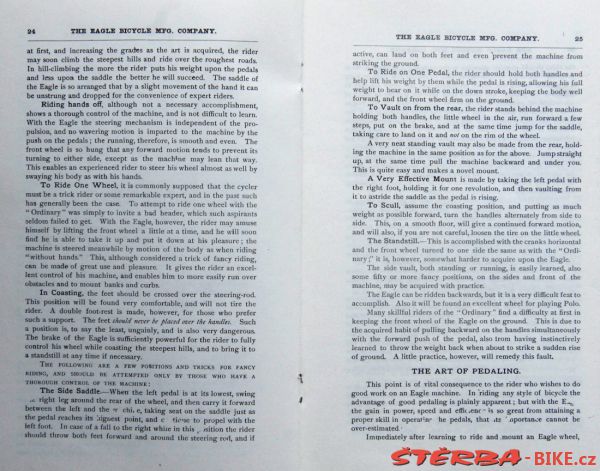 24 THE EAGLE BICYCLE MFG. COMPANY.
at first, and increasing the grades as the art is acquired, the rider
may soon climb the steepest hills and ride over the roughest roads.
In hill-climbing the more the rider puts his weight upon the pedals
and less upon the saddle the better he will succeed. The saddle of
the Eagle is so arranged that by a slight movement of the hand it can
be unstrung and dropped for the convenience of expert riders.
Riding hands off, although not a necessary accomplishment,
shows a thorough control of the machine, and is not difficult to learn.
With the Eagle the steering mechanism is independent of the pro-
pulsion, and no wavering motion is imparted to the machine by the
push on the pedals; the running, therefore, is smooth and even. The
front wheel is so hung that any forward motion tends to prevent its
turning to either side, except as the machine may lean that way.
This enables an experienced rider to steer his wheel almost as well by
swaying his body as with his hands.
To Ride One Wheel, it is commonly supposed that the cycler
must be a trick rider or some remarkable expert, and in the past such
has generally been the case. To attempt to ride one wheel with the
"Ordinary" was simply to invite a bad header, which such aspirants
seldom failed to get. With the Eagle, however, the rider may amuse
himself by lifting the front wheel a little at a time, and he will soon
find he is able to take it up and put it down at his pleasure; the
machine is steered meanwhile by motion of the body as when riding
"without hands." This, although considered a trick of fancy riding,
can be made of great use and pleasure. It gives the rider an excel-
lent control of his machine, and enables him to more easily run over
obstacles and to mount banks and curbs.
In Coasting, the feet should be crossed over the steering-rod.
This position will be found very comfortable, and will not tire the
rider. A double foot-rest is made, however, for those who prefer
such a support. The feet should never be placed over the handles. Such
a position is, to say the least, ungainly, and is also very dangerous.
The brake of the Eagle is sufficiently powerful for the rider to fully
control his wheel while coasting the steepest hills, and to bring it to
a standstill at any time if necessary.
THE FOLLOWING ARE A FEW POSITIONS AND TRICKS FOR FANCY
RIDING, AND SHOULD BE ATTEMPTED ONLY BY THOSE WHO HAVE A
THOROUGH CONTROL OF THE MACHINE:
The Side Saddle—When the left pedal is at its lowest, swing
right leg around the rear of the wheel, and then carry it forward
between the left and the taking seat on the saddle just as
the pedal reaches its highest point, and to propel with the
left foot. In case of a fall to the right while in this position the rider
should throw both feet forward and around the steering rod, and if
THE EAGLE BICYCLE MFG. COMPANY. 25
active, can land on both feet and even prevent the machine from
striking the ground.
To Ride on One Pedal, the rider should hold both handles and
help lift his weight by them while the pedal is rising, allowing his full
weight to bear on it while on the down stroke, keeping the body well
forward, and the front wheel firm on the ground.
To Vault on from the rear, the rider stands behind the machine
holding both handles, the little wheel in the air, run forward a few
steps, put on the brake, and at the same time jump for the saddle,
taking care to land on it and not on the rim of the wheel.
A very neat standing vault may also be made from the rear, hold-
ing the machine in the same position as for the above. Jump straight
up, at the same time pull the machine backward and under you.
This is quite easy and makes a novel mount.
A Very Effective Mount is made by taking the left pedal with
the right foot, holding it for one revolution, and then vaulting from
it to astride the saddle as the pedal is rising.
To Scull, assume the coasting position, and putting as much
weight as possible forward, turn the handles alternately from side to
side. This, on a smooth floor, will give a continued forward motion,
and will also, if you are not careful, loosen the tire on the little wheel.
The Standstill.—This is accomplished with the cranks horizontal
and the front wheel turned to one side the same as with the "Ordi-
nary;" it is, however, somewhat harder to acquire upon the Eagle.
The side vault, both standing or running, is easily learned, also
some fifty or more fancy positions, on the sides and front of the
machine, may be acquired with practice.
The Eagle can be ridden backwards, but it is a very difficult feat to
accomplish. Also it will be found an excellent wheel for playing Polo.
Many skillful riders of the "Ordinary" find a difficulty at first in
keeping the front wheel of the Eagle on the ground. This is due to
the acquired habit of pulling backward on the handles simultaneously
with the forward push of the pedal, also from having instinctively
learned to throw the weight back when about to strike a sudden rise
of ground. A little practice, however, will remedy this fault.
THE ART OF PEDALING.
This point is of vital consequence to the rider who wishes to do
good work on an Eagle machine. In riding any style of bicycle the
advantage of good pedaling is plainly apparent; but with the
the gain in power, speed and is so great from attaining a
proper skill in operating the pedals, that its importance cannot be
over-estimated.
Immediately after learning to ride and mount an Eagle wheel,
ŠTĚRBA-BIKE.cz